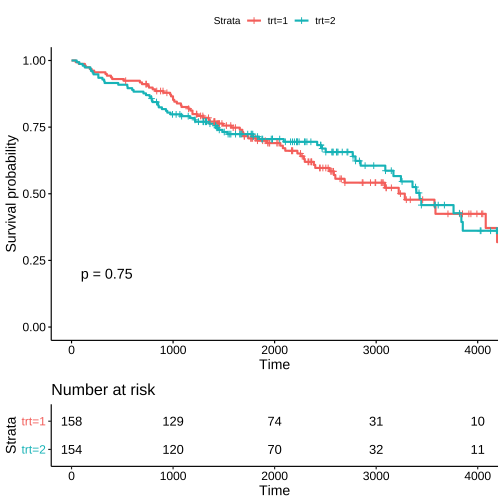 Strata trt=1 trt=2
1.00
0.75
0.50
0.25
0.00
Survival probability
p = 0.75
0 1000 2000 3000 4000
Time
Number at risk
Strata
trt=1 158 129 74 31 10
trt=2 154 120 70 32 11
0 1000 2000 3000 4000
Time